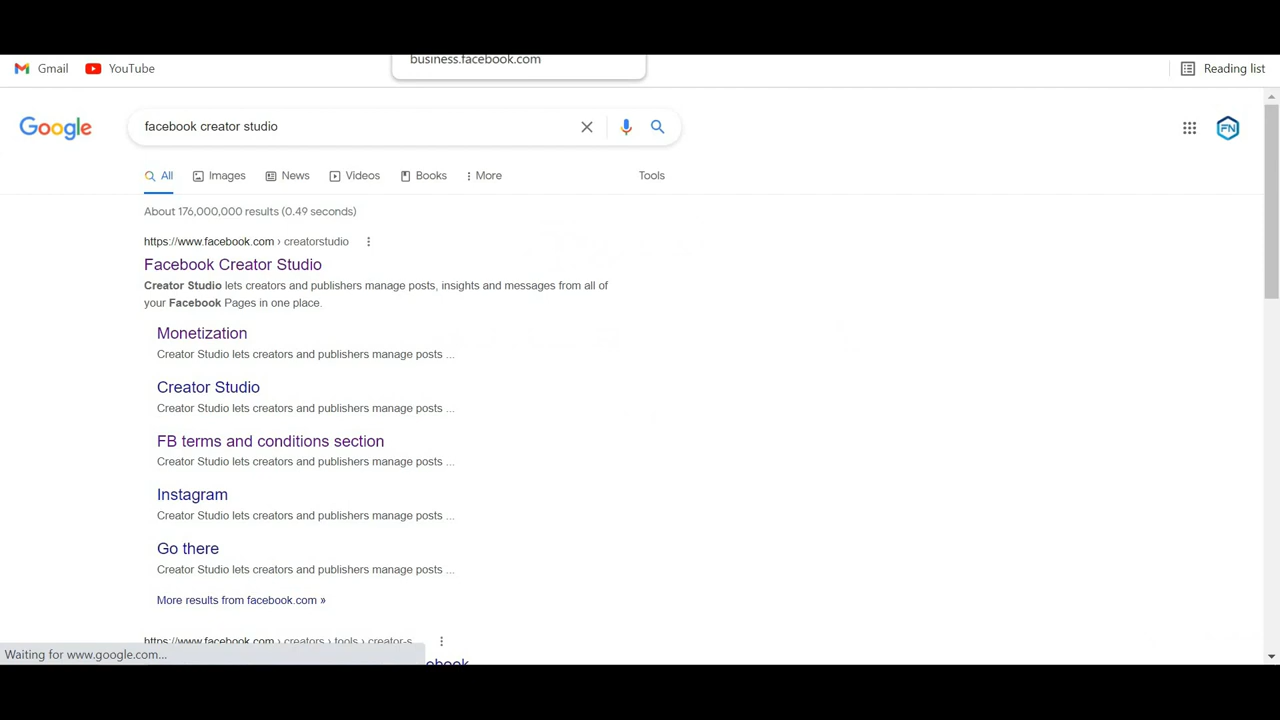 business.facebook.com
Gmail YouTube Reading list
Google facebook creator studio FN
All Images News Videos Books More Tools
About 176,000,000 results (0.49 seconds)
https://www.facebook.com › creatorstudio
Facebook Creator Studio
Creator Studio lets creators and publishers manage posts, insights and messages from all of
your Facebook Pages in one place.
Monetization
Creator Studio lets creators and publishers manage posts ...
Creator Studio
Creator Studio lets creators and publishers manage posts ...
FB terms and conditions section
Creator Studio lets creators and publishers manage posts ...
Instagram
Creator Studio lets creators and publishers manage posts ...
Go there
Creator Studio lets creators and publishers manage posts ...
More results from facebook.com »
https://www.facebook.com › creators › tools › creator-s...
Waiting for www.google.com...